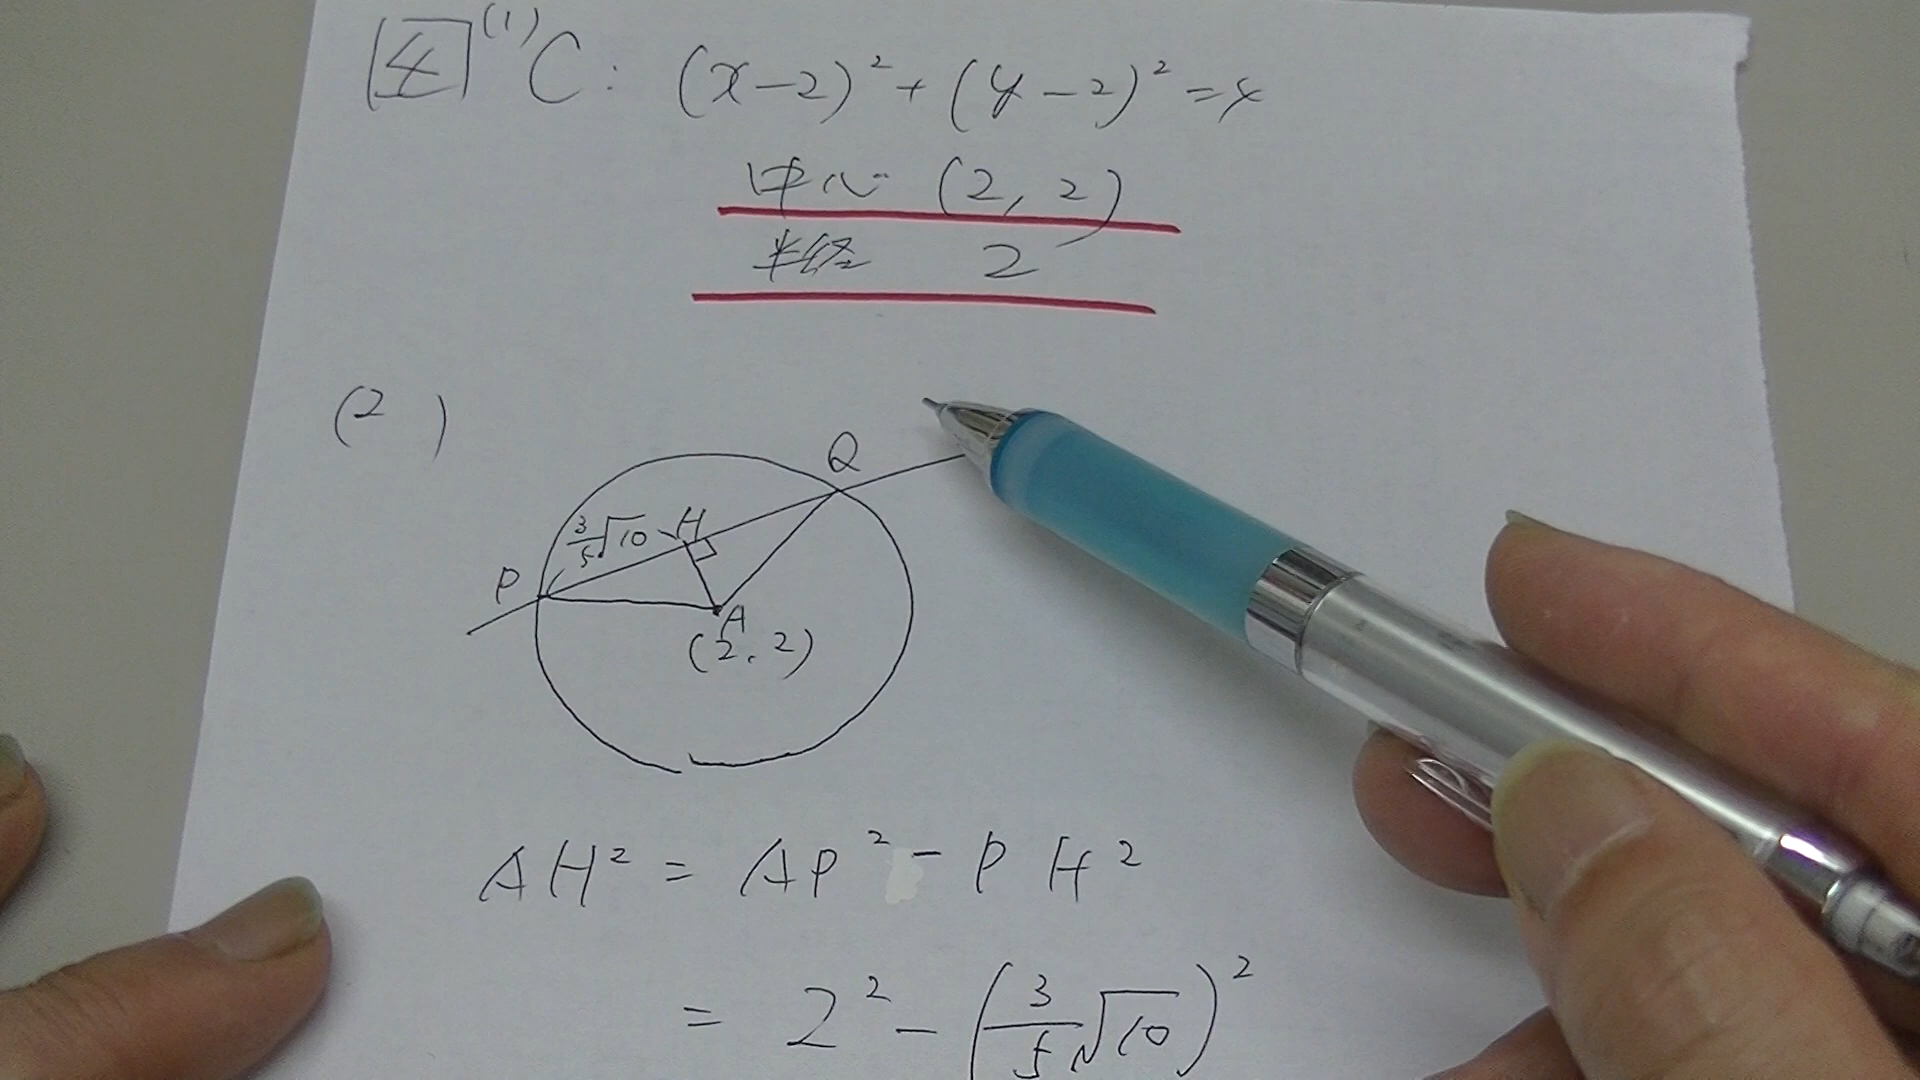 4 (1) C: (x-2)² + (y-2)² = 4
中心 (2, 2)
半径 2
(2)
Q
3/5√10 H
P
A
(2, 2)
AH² = AP² - PH²
= 2² - (3/5√10)²